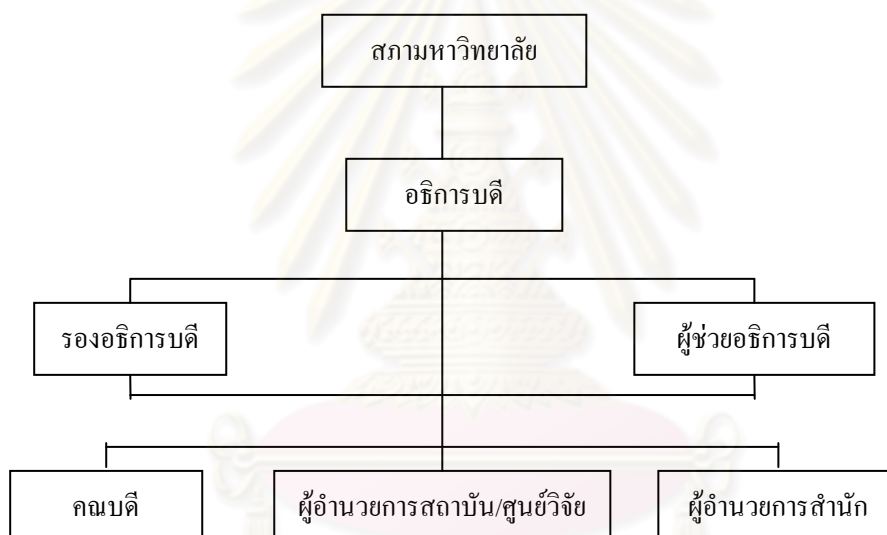 สภามหาวิทยาลัย
อธิการบดี
รองอธิการบดี
ผู้ช่วยอธิการบดี
คณบดี
ผู้อำนวยการสถาบัน/ศูนย์วิจัย
ผู้อำนวยการสำนัก